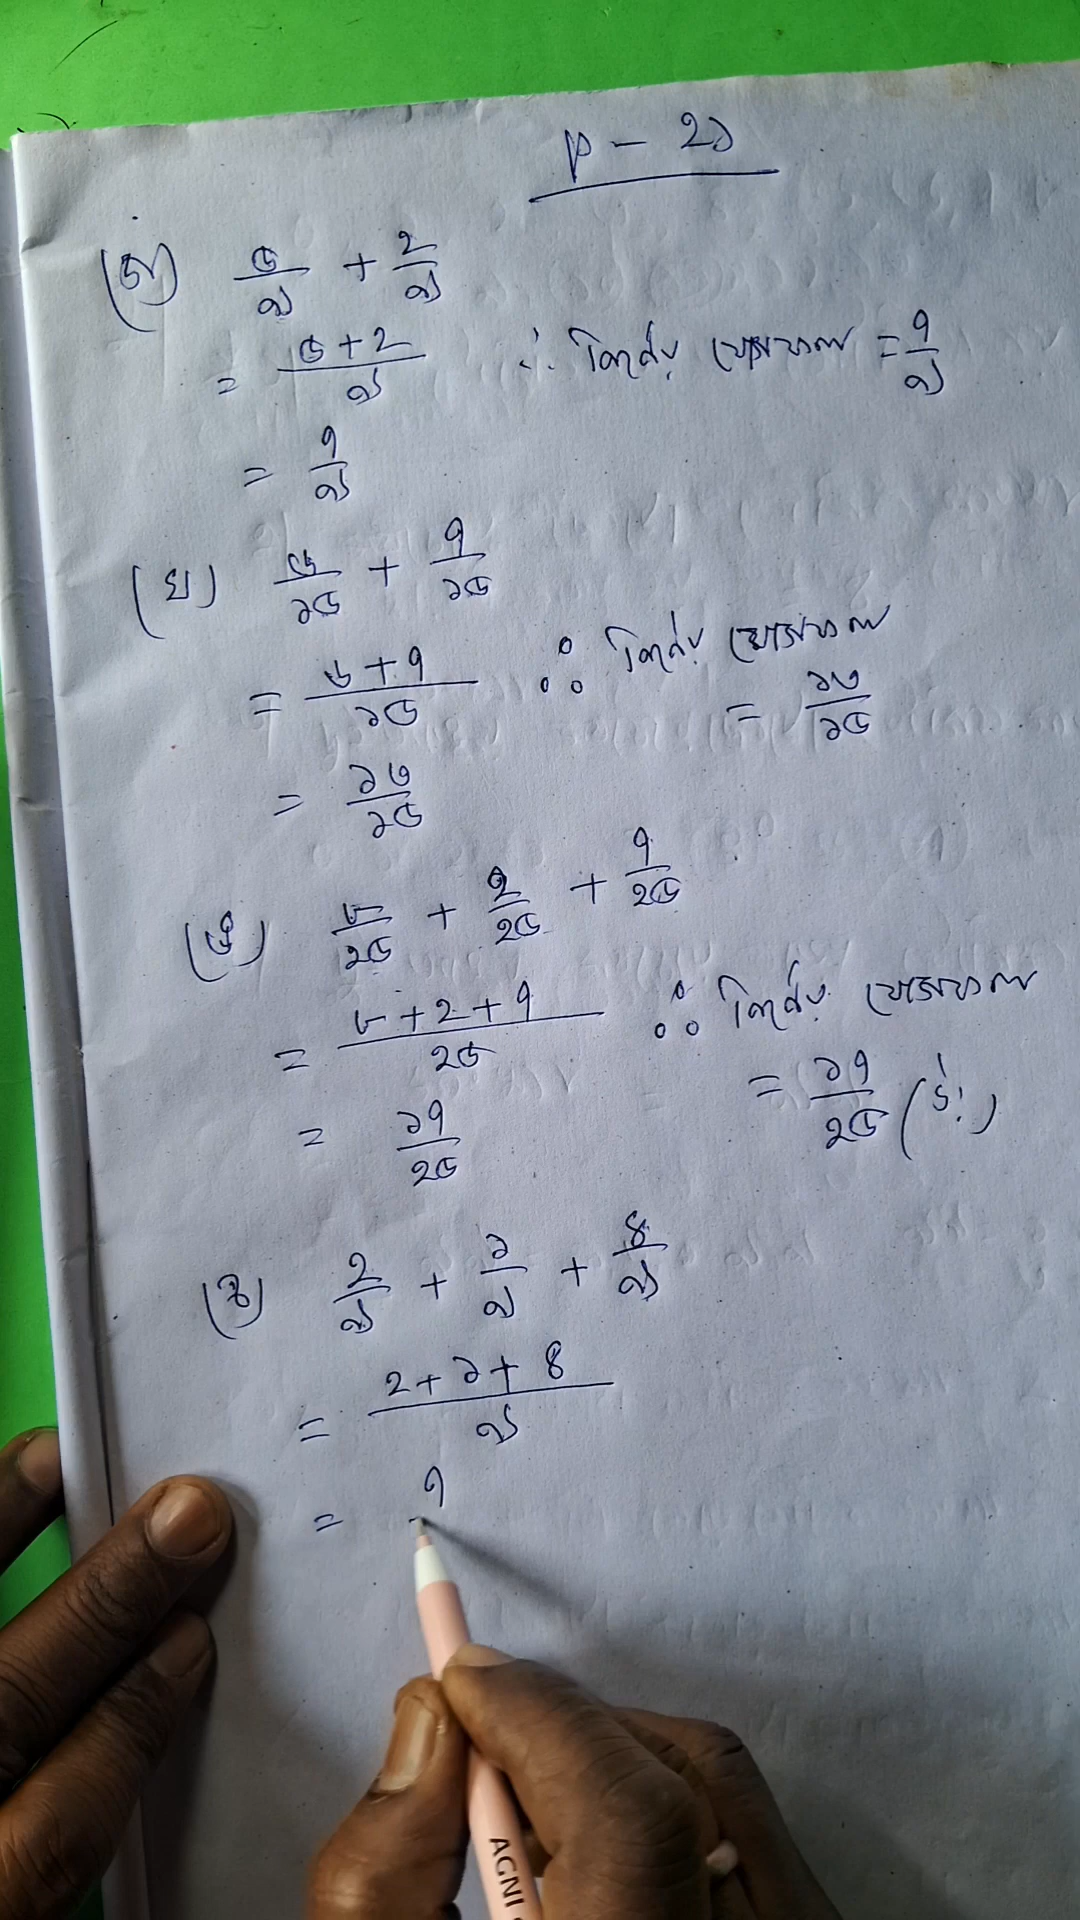 P - ২১
(গ) ৫/৯ + ২/৯
= ৫+২/৯ ∴ নির্ণেয় যোগফল = ৭/৯
= ৭/৯
(ঘ) ৬/১৫ + ৭/১৫
= ৬+৭/১৫ ∴ নির্ণেয় যোগফল
= ১৩/১৫
= ১৩/১৫
(ঙ) ৮/২৫ + ২/২৫ + ৭/২৫
= ৮+২+৭/২৫ ∴ নির্ণেয় যোগফল
= ১৭/২৫ (উঃ)
= ১৭/২৫
(চ) ২/৯ + ১/৯ + ৪/৯
= ২+১+৪/৯
= ৭
AGNI